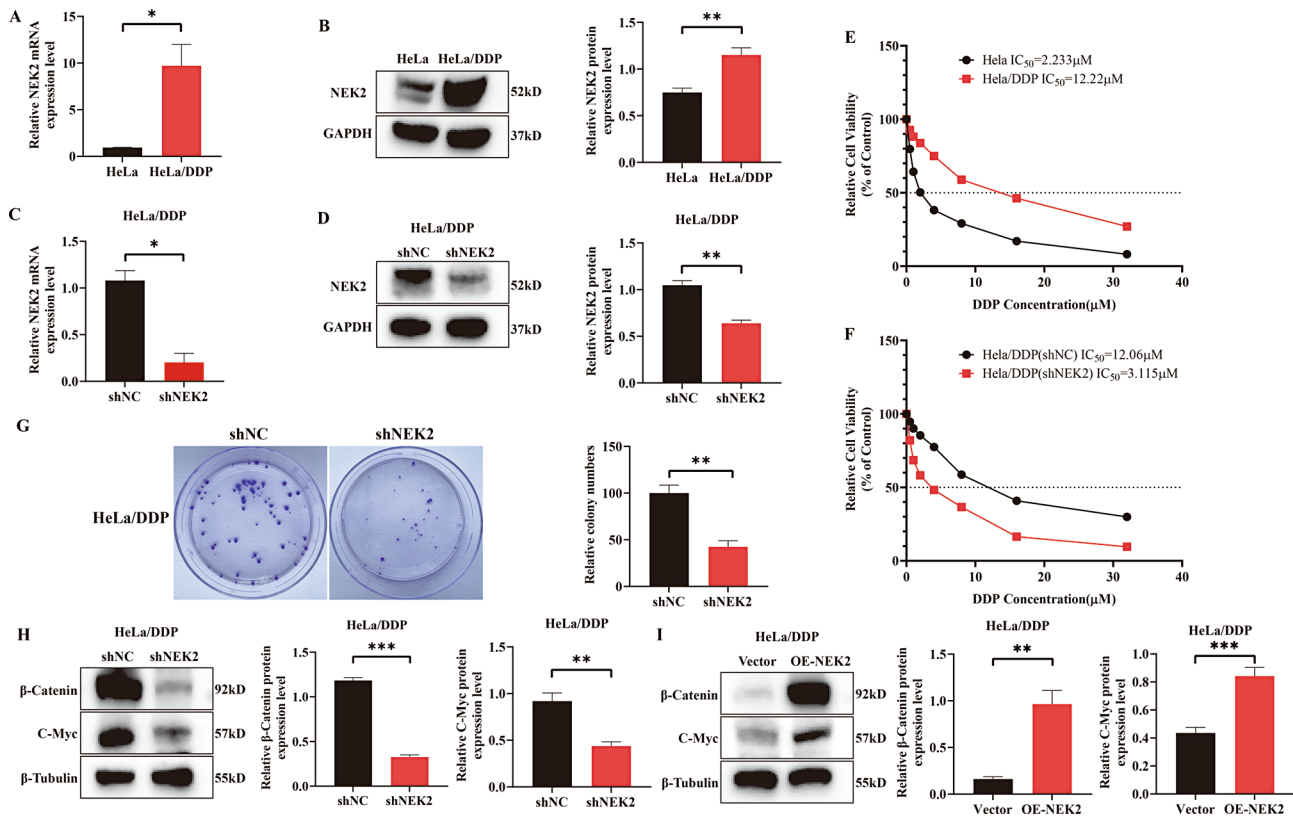 A
Relative NEK2 mRNA
expression level
15
10
5
1
0
*
HeLa HeLa/DDP
B
HeLa HeLa/DDP
NEK2 52kD
GAPDH 37kD
Relative NEK2 protein
expression level
1.5
1.0
0.5
0.0
**
HeLa HeLa/DDP
C
HeLa/DDP
Relative NEK2 mRNA
expression level
1.5
1.0
0.5
0.0
*
shNC shNEK2
D
HeLa/DDP
shNC shNEK2
NEK2 52kD
GAPDH 37kD
HeLa/DDP
Relative NEK2 protein
expression level
1.5
1.0
0.5
0.0
**
shNC shNEK2
E
Relative Cell Viability
(% of Control)
150
100
50
0
Hela IC50=2.233μM
Hela/DDP IC50=12.22μM
0 10 20 30 40
DDP Concentration(μM)
F
Relative Cell Viability
(% of Control)
150
100
50
0
Hela/DDP(shNC) IC50=12.06μM
Hela/DDP(shNEK2) IC50=3.115μM
0 10 20 30 40
DDP Concentration(μM)
G
shNC shNEK2
HeLa/DDP
Relative colony numbers
150
100
50
0
**
shNC shNEK2
H
HeLa/DDP
shNC shNEK2
β-Catenin 92kD
C-Myc 57kD
β-Tubulin 55kD
HeLa/DDP
Relative β-Catenin protein
expression level
1.5
1.0
0.5
0.0
***
shNC shNEK2
HeLa/DDP
Relative C-Myc protein
expression level
1.5
1.0
0.5
0.0
**
shNC shNEK2
I
HeLa/DDP
Vector OE-NEK2
β-Catenin 92kD
C-Myc 57kD
β-Tubulin 55kD
HeLa/DDP
Relative β-Catenin protein
expression level
1.5
1.0
0.5
0.0
**
Vector OE-NEK2
HeLa/DDP
Relative C-Myc protein
expression level
1.0
0.8
0.6
0.4
0.2
0.0
***
Vector OE-NEK2